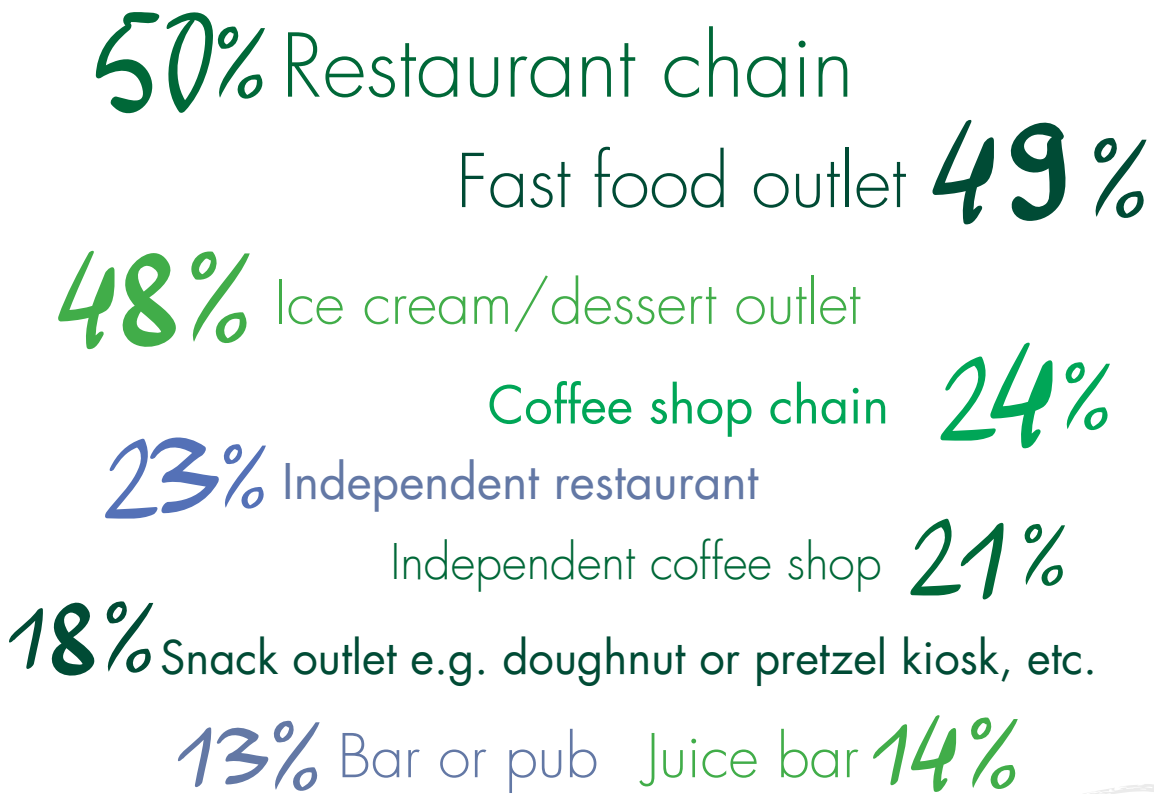 50% Restaurant chain
Fast food outlet 49%
48% Ice cream/dessert outlet
Coffee shop chain 24%
23% Independent restaurant
Independent coffee shop 21%
18% Snack outlet e.g. doughnut or pretzel kiosk, etc.
13% Bar or pub Juice bar 14%